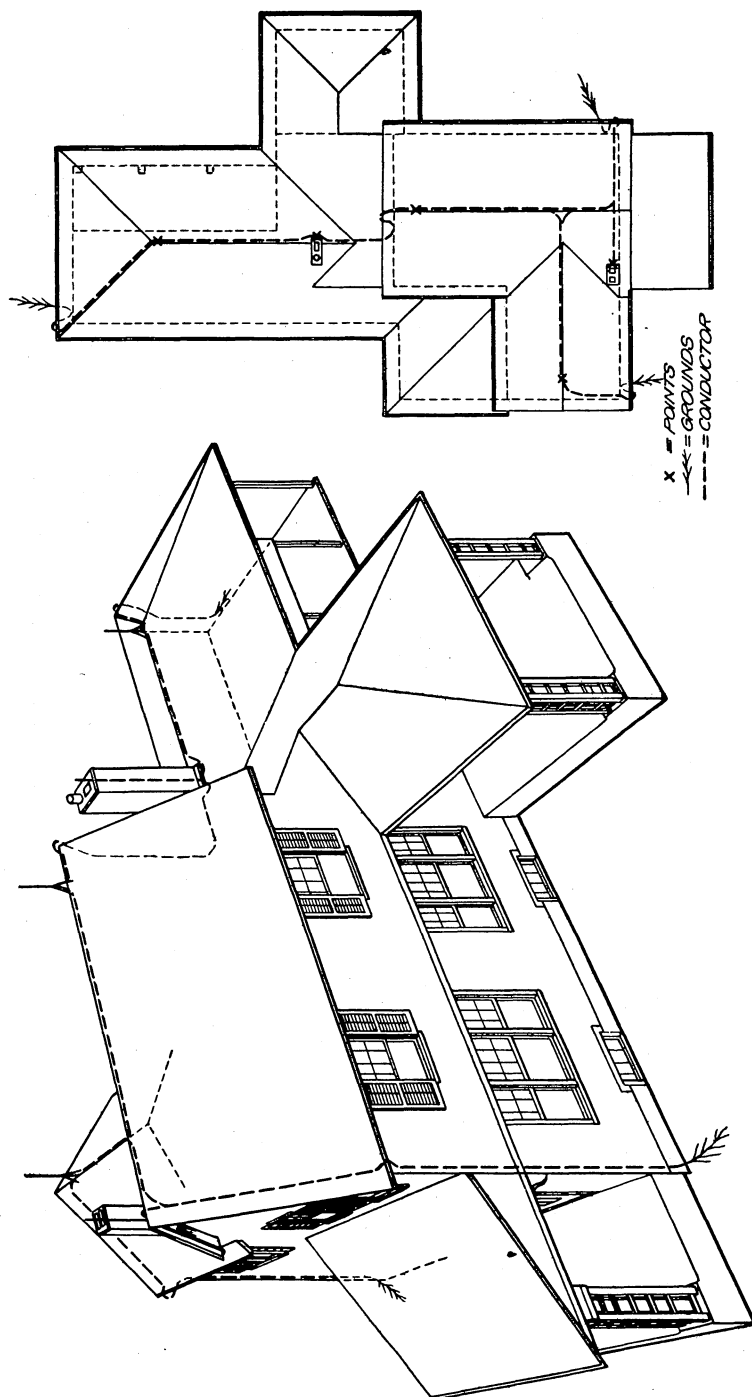 x = POINTS
= GROUNDS
--- = CONDUCTOR